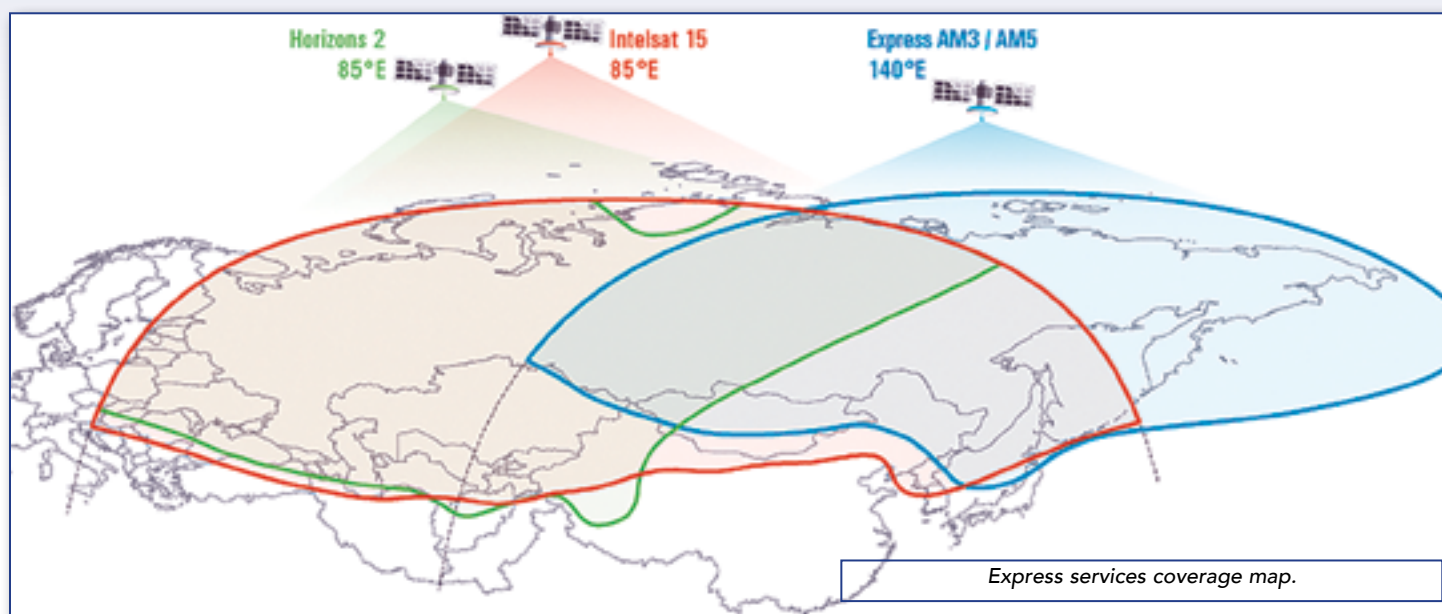 Horizons 2
85°E
Intelsat 15
85°E
Express AM3 / AM5
140°E
Express services coverage map.